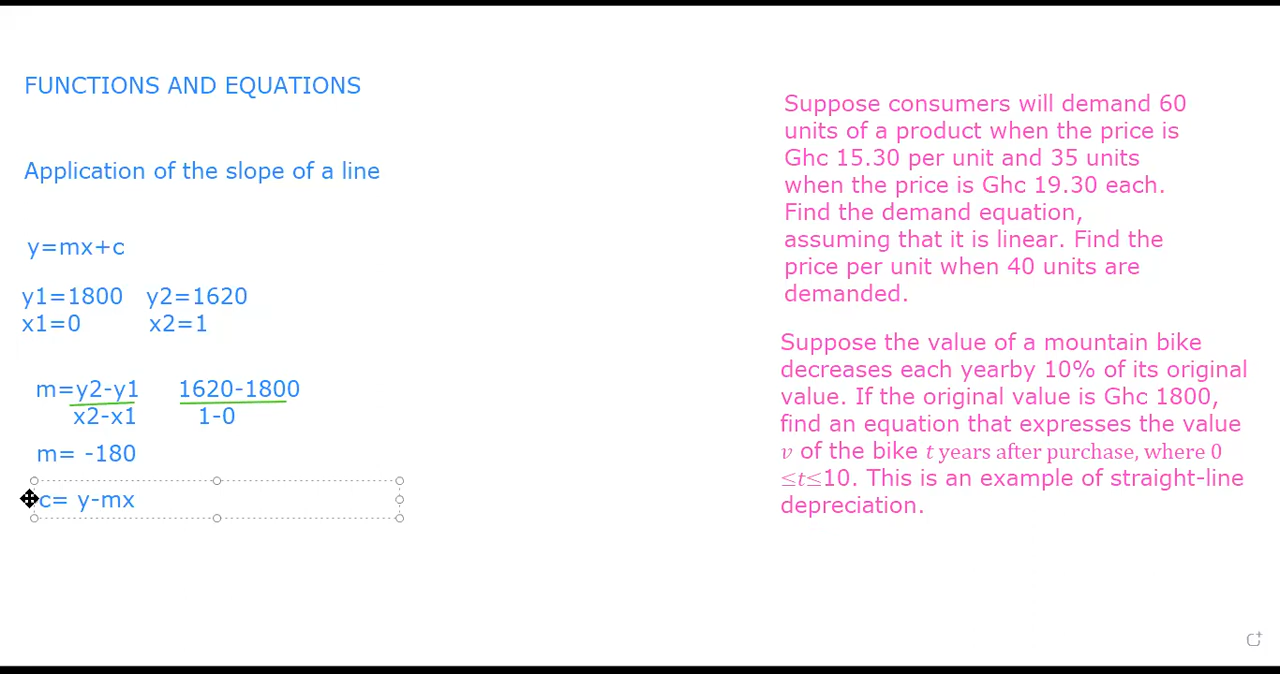 FUNCTIONS AND EQUATIONS
Application of the slope of a line
y=mx+c
y1=1800 y2=1620
x1=0 x2=1
m=y2-y1 1620-1800
x2-x1 1-0
m= -180
c= y-mx
Suppose consumers will demand 60
units of a product when the price is
Ghc 15.30 per unit and 35 units
when the price is Ghc 19.30 each.
Find the demand equation,
assuming that it is linear. Find the
price per unit when 40 units are
demanded.
Suppose the value of a mountain bike
decreases each yearby 10% of its original
value. If the original value is Ghc 1800,
find an equation that expresses the value
v of the bike t years after purchase, where 0
≤t≤10. This is an example of straight-line
depreciation.